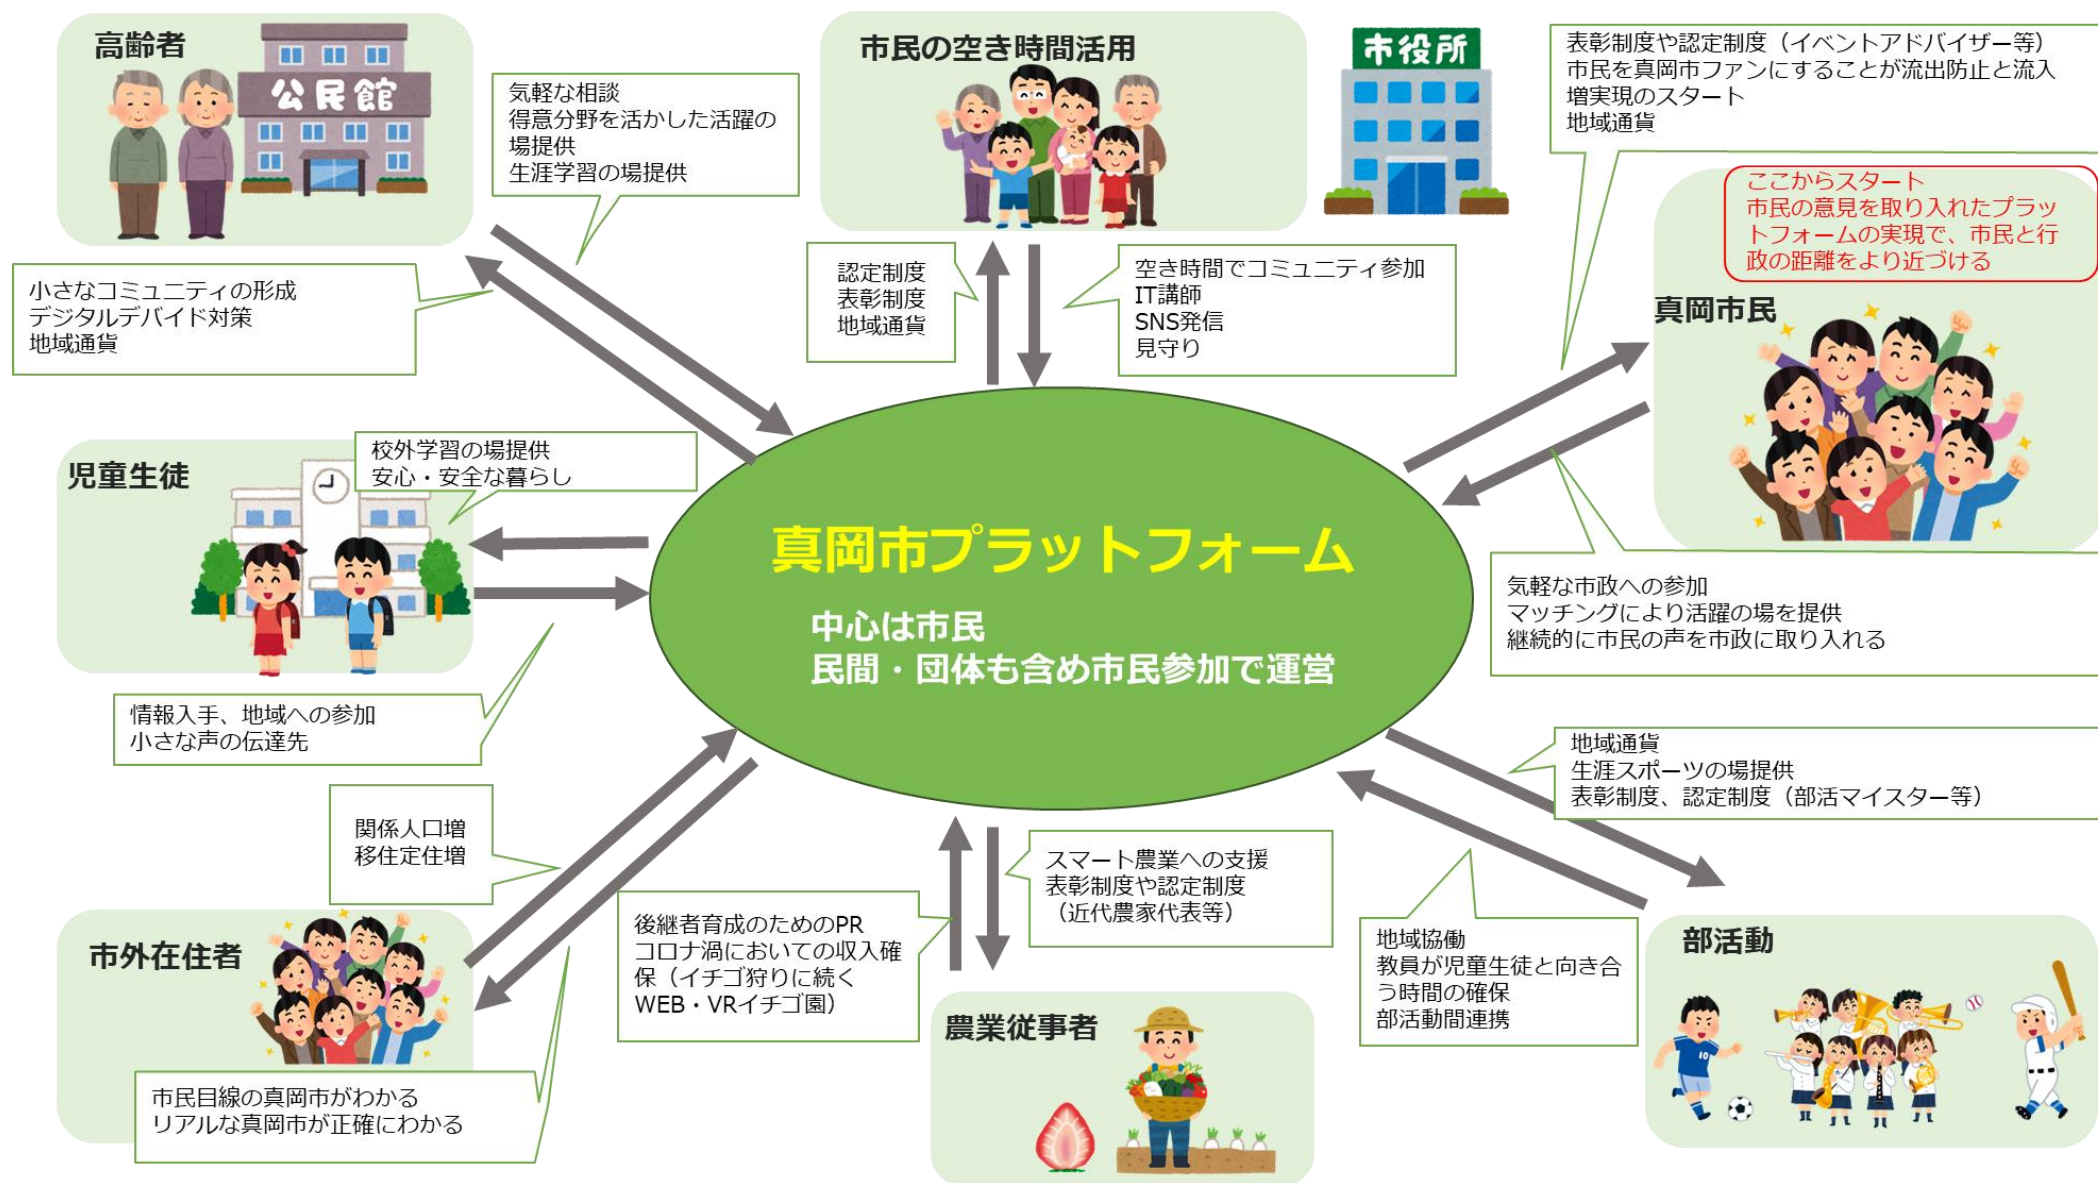 高齢者
公民館
気軽な相談
得意分野を活かした活躍の
場提供
生涯学習の場提供
小さなコミュニティの形成
デジタルデバイド対策
地域通貨
市民の空き時間活用
市役所
認定制度
表彰制度
地域通貨
空き時間でコミュニティ参加
IT講師
SNS発信
見守り
表彰制度や認定制度（イベントアドバイザー等）
市民を真岡市ファンにすることが流出防止と流入
増実現のスタート
地域通貨
ここからスタート
市民の意見を取り入れたプラッ
トフォームの実現で、市民と行
政の距離をより近づける
真岡市民
児童生徒
校外学習の場提供
安心・安全な暮らし
真岡市プラットフォーム
中心は市民
民間・団体も含め市民参加で運営
気軽な市政への参加
マッチングにより活躍の場を提供
継続的に市民の声を市政に取り入れる
情報入手、地域への参加
小さな声の伝達先
関係人口増
移住定住増
市外在住者
市民目線の真岡市がわかる
リアルな真岡市が正確にわかる
後継者育成のためのPR
コロナ渦においての収入確
保（イチゴ狩りに続く
WEB・VRイチゴ園）
スマート農業への支援
表彰制度や認定制度
（近代農家代表等）
農業従事者
地域通貨
生涯スポーツの場提供
表彰制度、認定制度（部活マイスター等）
地域協働
教員が児童生徒と向き合
う時間の確保
部活動間連携
部活動
10